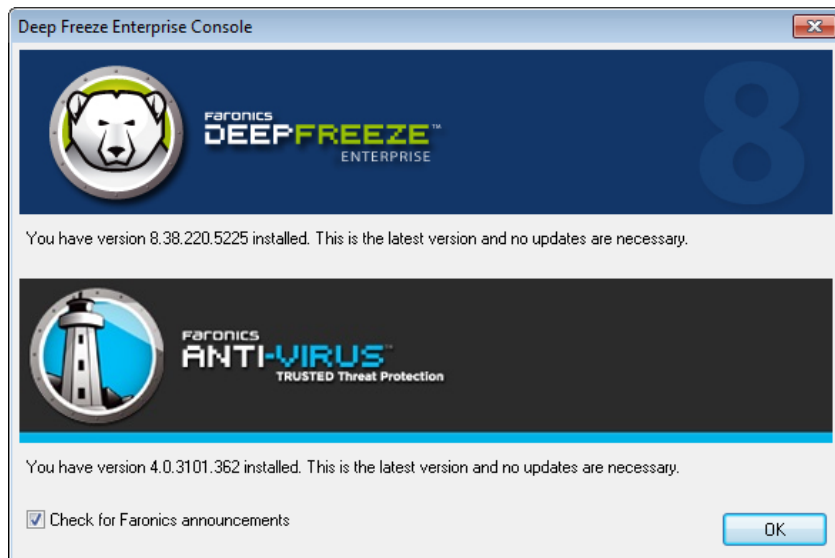 Deep Freeze Enterprise Console
FARONICS
DEEPFREEZE™
ENTERPRISE
8
You have version 8.38.220.5225 installed. This is the latest version and no updates are necessary.
FARONICS
ANTI-VIRUS™
TRUSTED Threat Protection
You have version 4.0.3101.362 installed. This is the latest version and no updates are necessary.
Check for Faronics announcements
OK